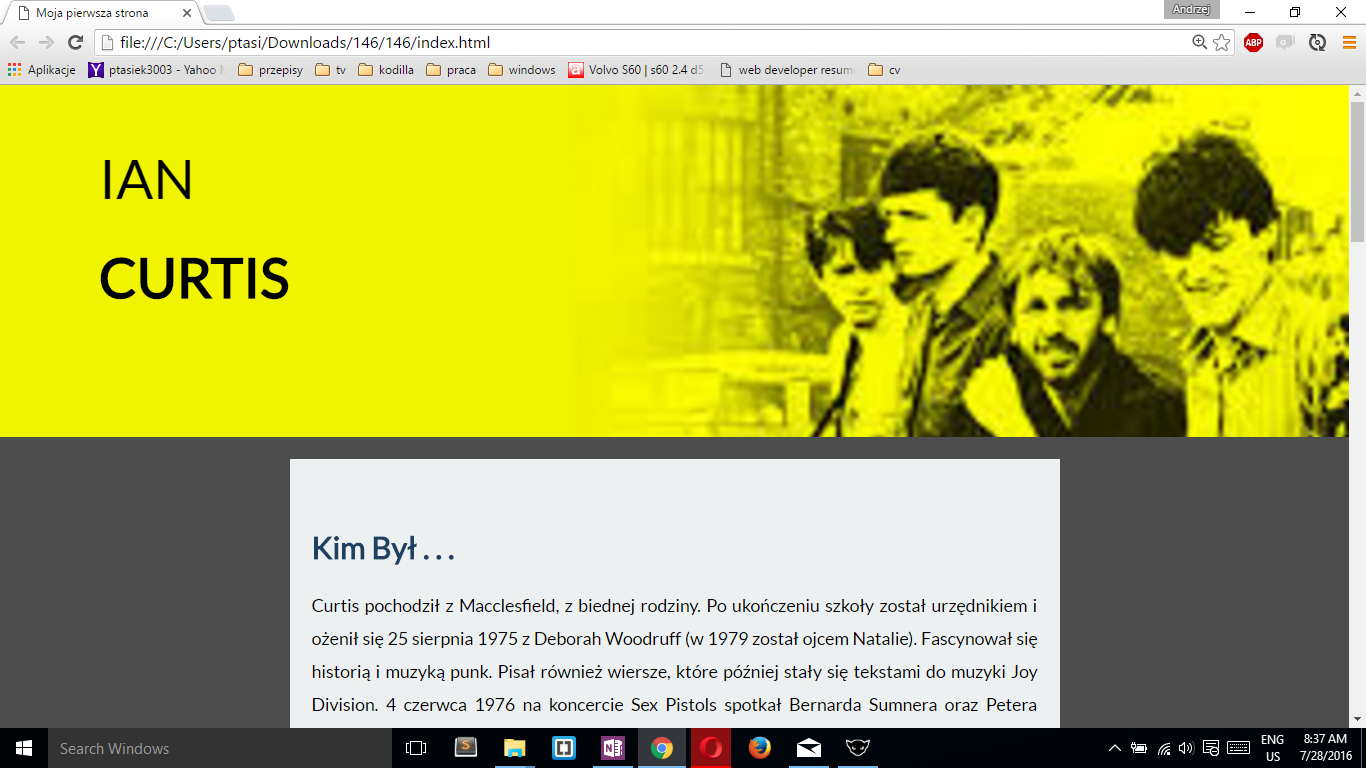 Moja pierwsza strona
Andrzej
file:///C:/Users/ptasi/Downloads/146/146/index.html
ABP
Aplikacje
ptasiek3003 - Yahoo M
przepisy
tv
kodilla
praca
windows
Volvo S60 | s60 2.4 d5
web developer resum
cv
IAN
CURTIS
Kim Był . . .
Curtis pochodził z Macclesfield, z biednej rodziny. Po ukończeniu szkoły został urzędnikiem i
ożenił się 25 sierpnia 1975 z Deborah Woodruff (w 1979 został ojcem Natalie). Fascynował się
historią i muzyką punk. Pisał również wiersze, które później stały się tekstami do muzyki Joy
Division. 4 czerwca 1976 na koncercie Sex Pistols spotkał Bernarda Sumnera oraz Petera
Search Windows
ENG
US
8:37 AM
7/28/2016